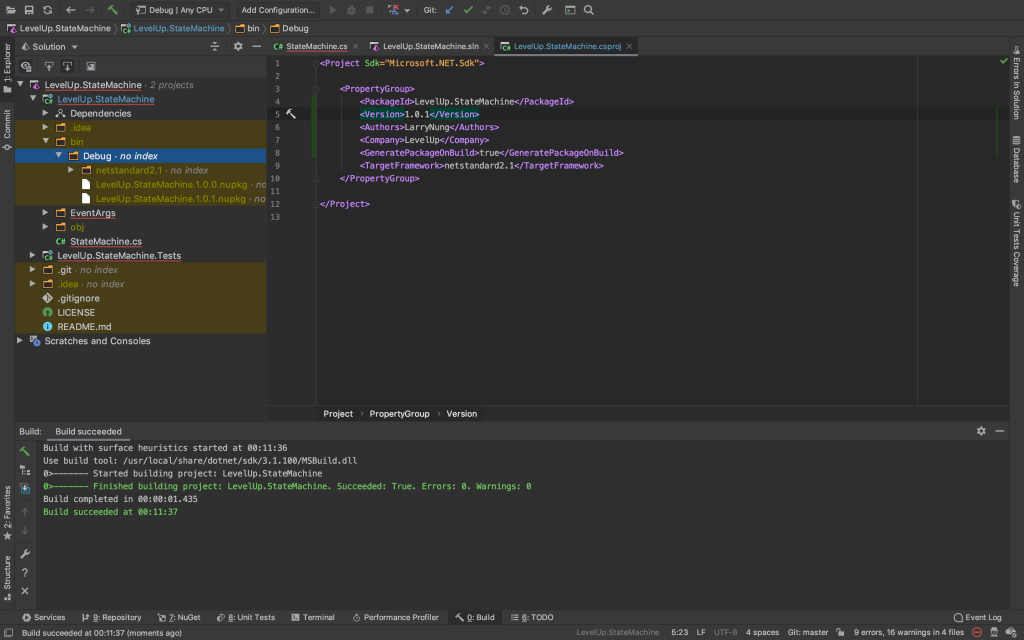 Debug | Any CPU
Add Configuration...
Git:
LevelUp.StateMachine
LevelUp.StateMachine
bin
Debug
1: Explorer
Commit
2: Favorites
Structure
Solution
LevelUp.StateMachine · 2 projects
LevelUp.StateMachine
Dependencies
.idea
bin
Debug · no index
netstandard2.1 · no index
LevelUp.StateMachine.1.0.0.nupkg · no
LevelUp.StateMachine.1.0.1.nupkg · no
EventArgs
obj
C# StateMachine.cs
LevelUp.StateMachine.Tests
.git · no index
.idea · no index
.gitignore
LICENSE
README.md
Scratches and Consoles
C# StateMachine.cs
LevelUp.StateMachine.sln
LevelUp.StateMachine.csproj
1 <Project Sdk="Microsoft.NET.Sdk">
2
3 <PropertyGroup>
4 <PackageId>LevelUp.StateMachine</PackageId>
5 <Version>1.0.1</Version>
6 <Authors>LarryNung</Authors>
7 <Company>LevelUp</Company>
8 <GeneratePackageOnBuild>true</GeneratePackageOnBuild>
9 <TargetFramework>netstandard2.1</TargetFramework>
10 </PropertyGroup>
11
12 </Project>
13
Project › PropertyGroup › Version
Errors In Solution
Database
Unit Tests Coverage
Build: Build succeeded
Build with surface heuristics started at 00:11:36
Use build tool: /usr/local/share/dotnet/sdk/3.1.100/MSBuild.dll
0>------- Started building project: LevelUp.StateMachine
0>------- Finished building project: LevelUp.StateMachine. Succeeded: True. Errors: 0. Warnings: 0
Build completed in 00:00:01.435
Build succeeded at 00:11:37
Services
9: Repository
7: NuGet
8: Unit Tests
Terminal
Performance Profiler
0: Build
6: TODO
Event Log
Build succeeded at 00:11:37 (moments ago)
LevelUp.StateMachine
5:23
LF
UTF-8
4 spaces
Git: master
9 errors, 16 warnings in 4 files